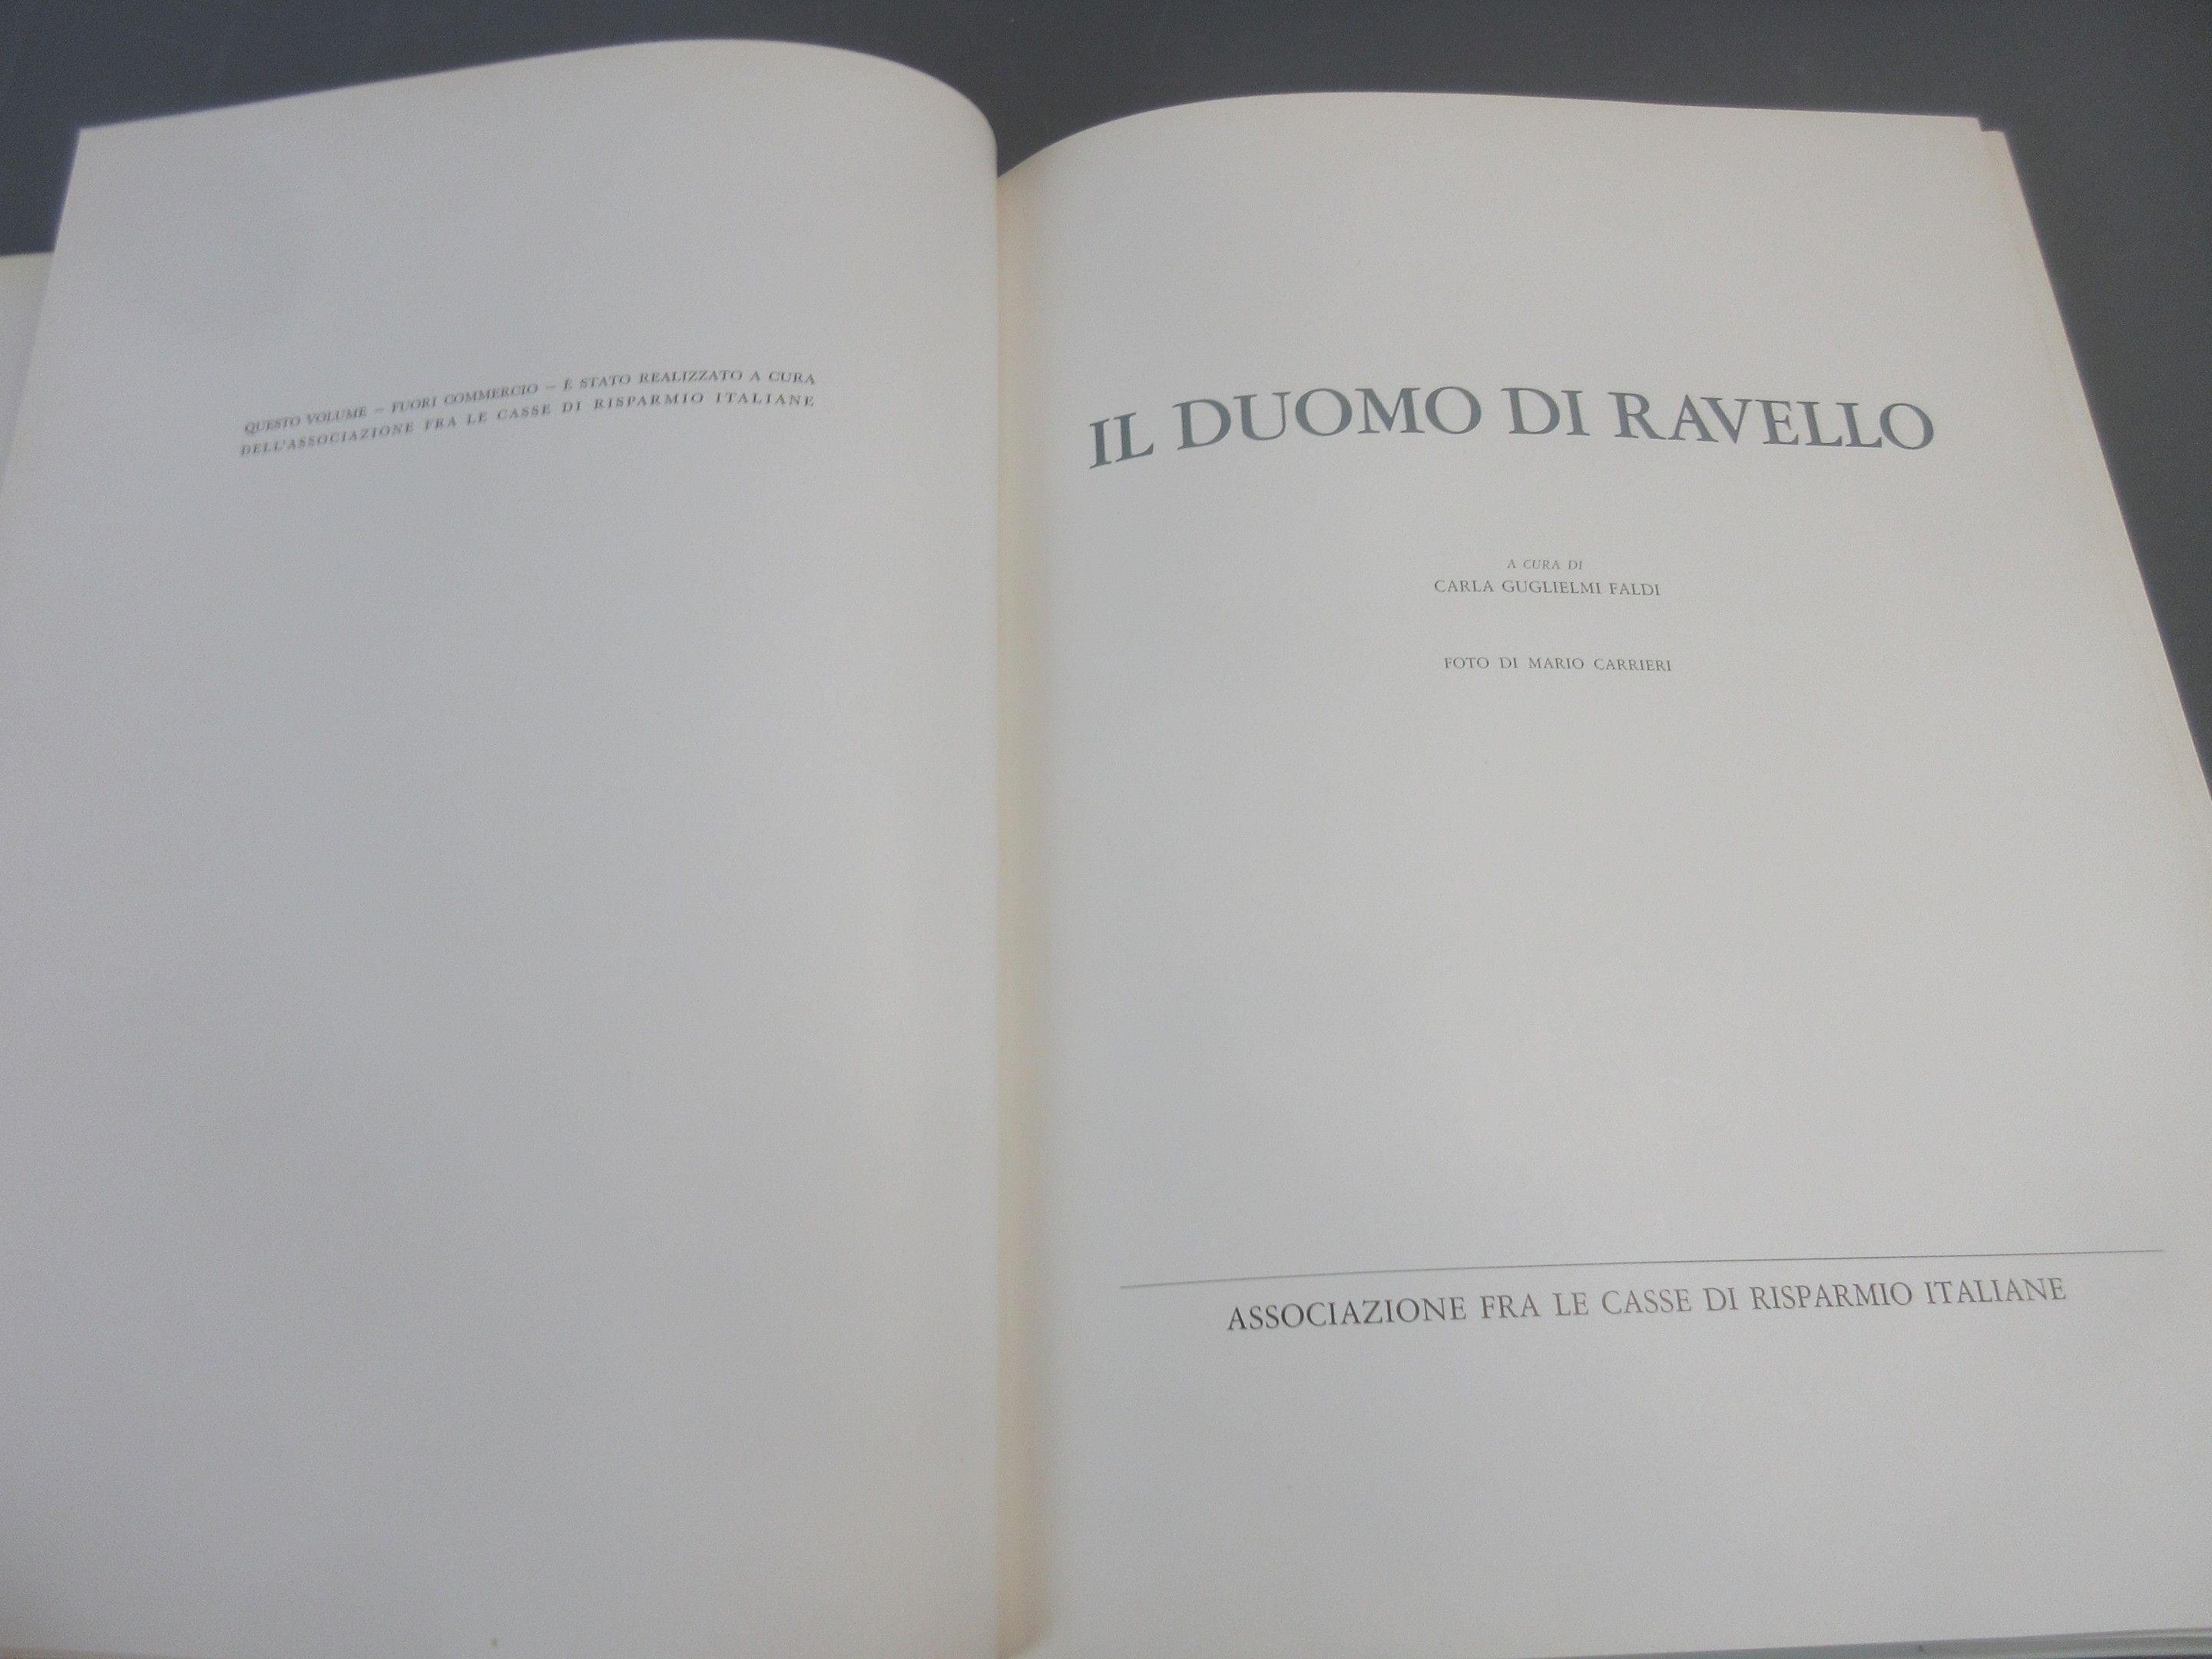 QUESTO VOLUME – FUORI COMMERCIO – È STATO REALIZZATO A CURA
DELL'ASSOCIAZIONE FRA LE CASSE DI RISPARMIO ITALIANE
IL DUOMO DI RAVELLO
A CURA DI
CARLA GUGLIELMI FALDI
FOTO DI MARIO CARRIERI
ASSOCIAZIONE FRA LE CASSE DI RISPARMIO ITALIANE